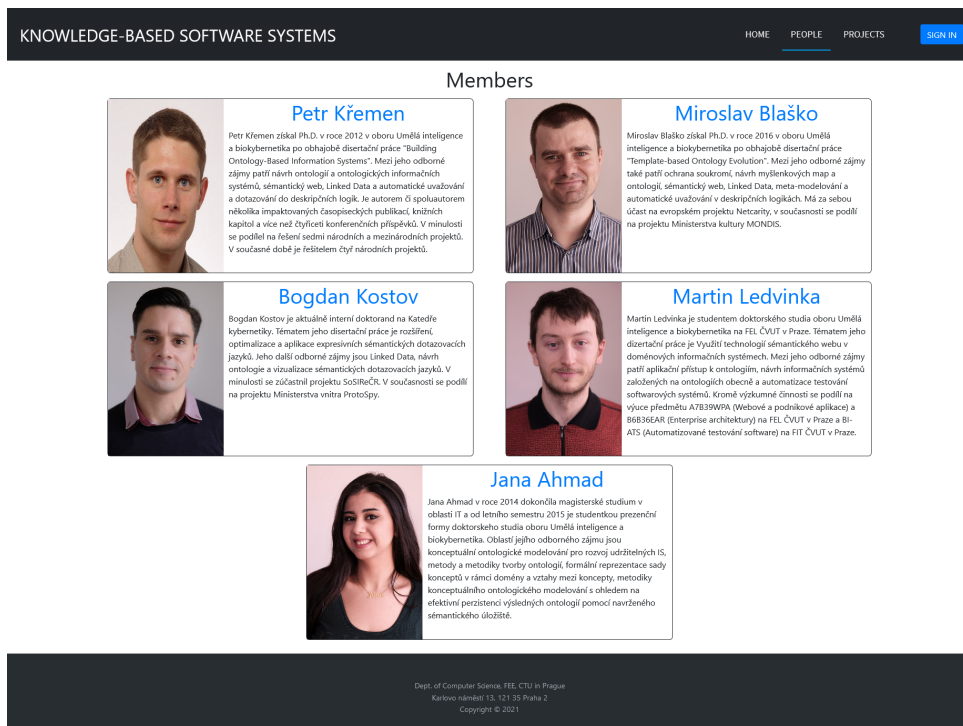 KNOWLEDGE-BASED SOFTWARE SYSTEMS
HOME
PEOPLE
PROJECTS
SIGN IN
Members
Petr Křemen
Petr Křemen získal Ph.D. v roce 2012 v oboru Umělá inteligence
a biokybernetika po obhajobě disertační práce "Building
Ontology-Based Information Systems". Mezi jeho odborné
zájmy patří návrh ontologií a ontologických informačních
systémů, sémantický web, Linked Data a automatické uvažování
a dotazování do deskripčních logik. Je autorem či spoluautorem
několika impaktovaných časopiseckých publikací, knižních
kapitol a více než čtyřiceti konferenčních příspěvků. V minulosti
se podílel na řešení sedmi národních a mezinárodních projektů.
V současné době je řešitelem čtyř národních projektů.
Miroslav Blaško
Miroslav Blaško získal Ph.D. v roce 2016 v oboru Umělá
inteligence a biokybernetika po obhajobě disertační práce
"Template-based Ontology Evolution". Mezi jeho odborné zájmy
také patří ochrana soukromí, návrh myšlenkových map a
ontologií, sémantický web, Linked Data, meta-modelování a
automatické uvažování v deskripčních logikách. Má za sebou
účast na evropském projektu Netcarity, v současnosti se podílí
na projektu Ministerstva kultury MONDIS.
Bogdan Kostov
Bogdan Kostov je aktuálně interní doktorand na Katedře
kybernetiky. Tématem jeho disertační práce je rozšíření,
optimalizace a aplikace expresivních sémantických dotazovacích
jazyků. Jeho další odborné zájmy jsou Linked Data, návrh
ontologie a vizualizace sémantických dotazovacích jazyků. V
minulosti se zúčastnil projektu SoSIReČR. V současnosti se podílí
na projektu Ministerstva vnitra ProtoSpy.
Martin Ledvinka
Martin Ledvinka je studentem doktorského studia oboru Umělá
inteligence a biokybernetika na FEL ČVUT v Praze. Tématem jeho
dizertační práce je Využití technologií sémantického webu v
doménových informačních systémech. Mezi jeho odborné zájmy
patří aplikační přístup k ontologiím, návrh informačních systémů
založených na ontologiích obecně a automatizace testování
softwarových systémů. Kromě výzkumné činnosti se podílí na
výuce předmětu A7B39WPA (Webové a podnikové aplikace) a
B6B36EAR (Enterprise architektury) na FEL ČVUT v Praze a BI-
ATS (Automatizované testování software) na FIT ČVUT v Praze.
Jana Ahmad
Jana Ahmad v roce 2014 dokončila magisterské studium v
oblasti IT a od letního semestru 2015 je studentkou prezenční
formy doktorskeho studia oboru Umělá inteligence a
biokybernetika. Oblastí jejího odborného zájmu jsou
konceptuální ontologické modelování pro rozvoj udržitelných IS,
metody a metodiky tvorby ontologií, formální reprezentace sady
konceptů v rámci domény a vztahy mezi koncepty, metodiky
konceptuálního ontologického modelování s ohledem na
efektivní perzistenci výsledných ontologií pomocí navrženého
sémantického úložiště.
Dept. of Computer Science, FEE, CTU in Prague
Karlovo náměstí 13, 121 35 Praha 2
Copyright © 2021